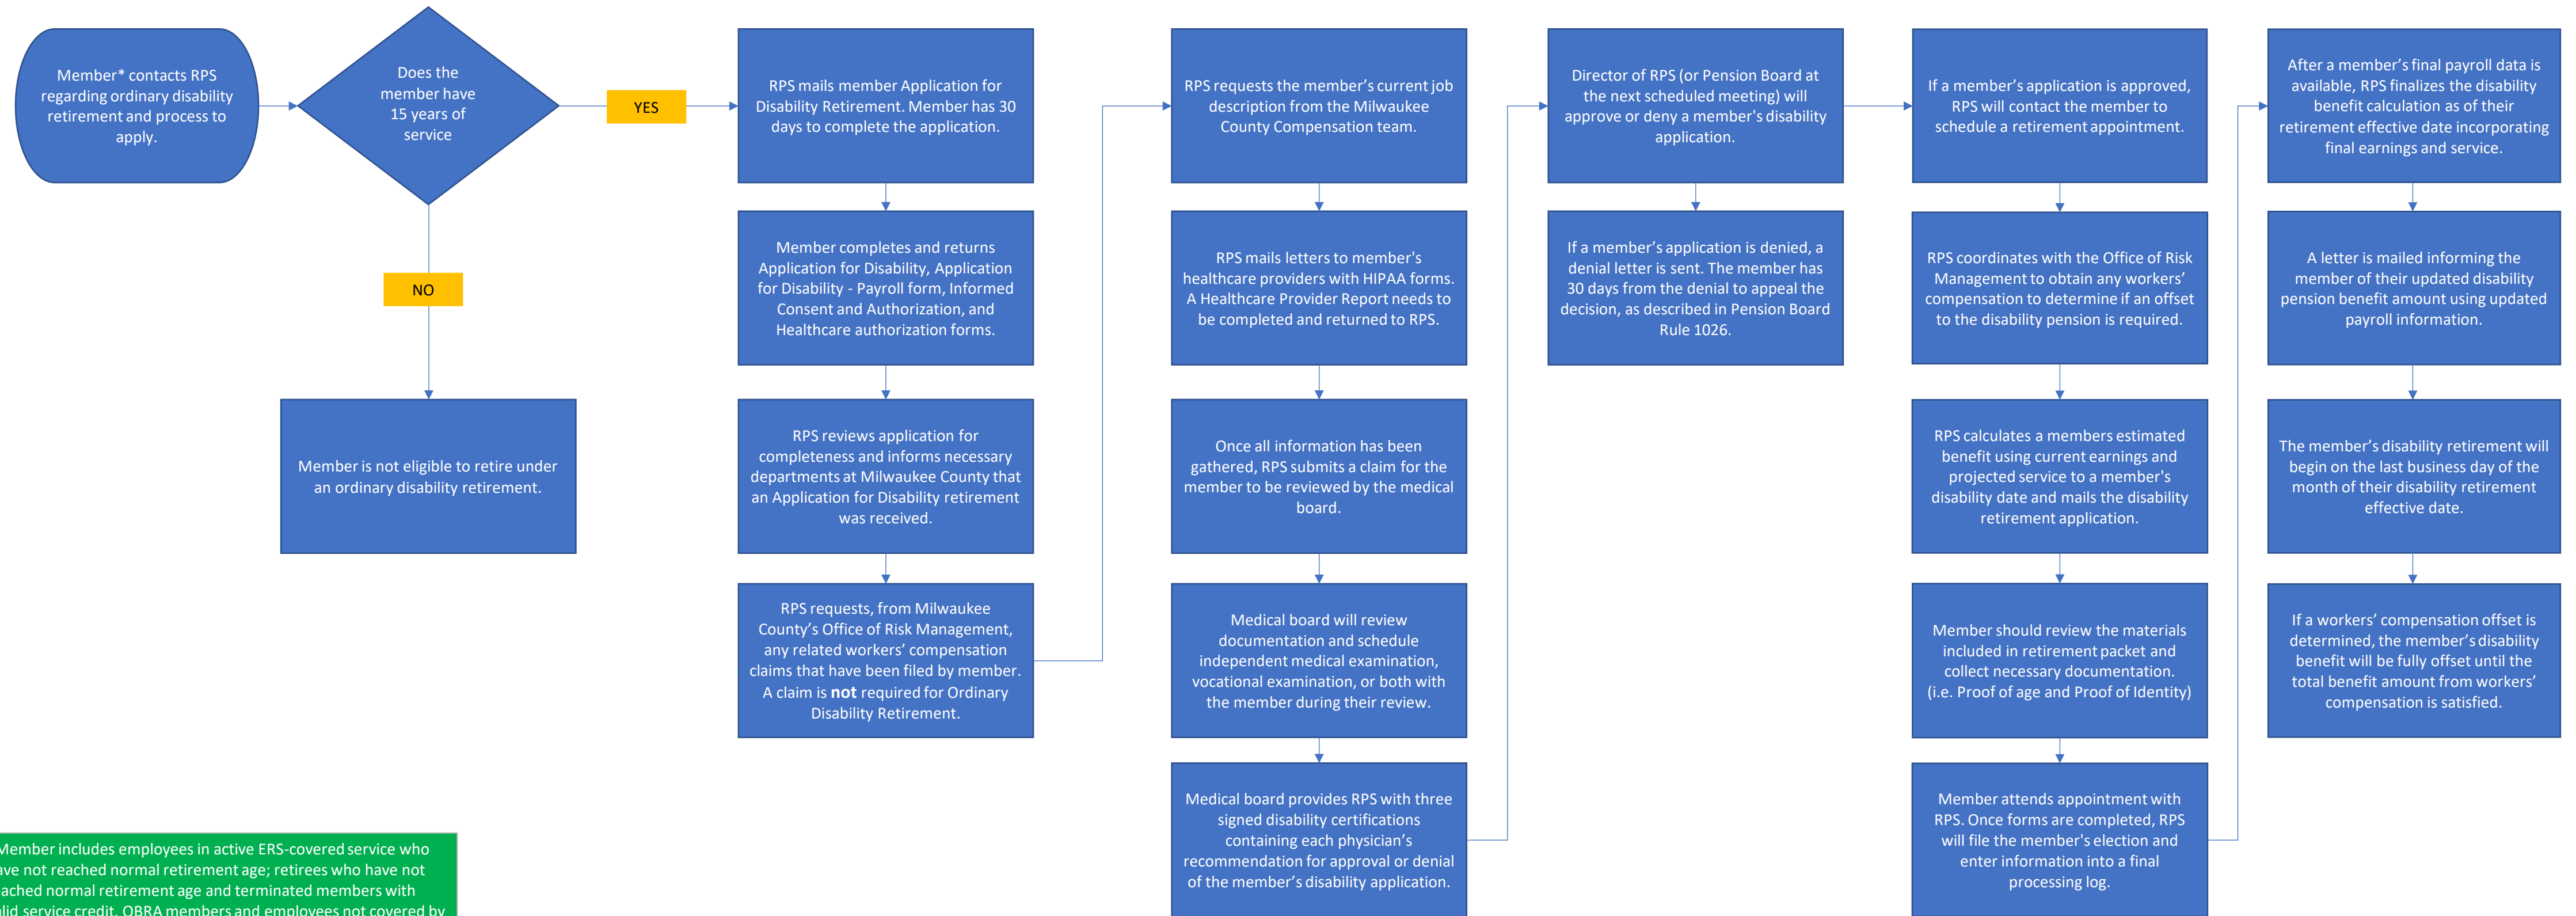 Member* contacts RPS
regarding ordinary disability
retirement and process to
apply.
Does the
member have
15 years of
service
YES
NO
Member is not eligible to retire under
an ordinary disability retirement.
RPS mails member Application for
Disability Retirement. Member has 30
days to complete the application.
Member completes and returns
Application for Disability, Application
for Disability - Payroll form, Informed
Consent and Authorization, and
Healthcare authorization forms.
RPS reviews application for
completeness and informs necessary
departments at Milwaukee County that
an Application for Disability retirement
was received.
RPS requests, from Milwaukee
County’s Office of Risk Management,
any related workers’ compensation
claims that have been filed by member.
A claim is not required for Ordinary
Disability Retirement.
RPS requests the member’s current job
description from the Milwaukee
County Compensation team.
RPS mails letters to member's
healthcare providers with HIPAA forms.
A Healthcare Provider Report needs to
be completed and returned to RPS.
Once all information has been
gathered, RPS submits a claim for the
member to be reviewed by the medical
board.
Medical board will review
documentation and schedule
independent medical examination,
vocational examination, or both with
the member during their review.
Medical board provides RPS with three
signed disability certifications
containing each physician’s
recommendation for approval or denial
of the member’s disability application.
Director of RPS (or Pension Board at
the next scheduled meeting) will
approve or deny a member's disability
application.
If a member’s application is denied, a
denial letter is sent. The member has
30 days from the denial to appeal the
decision, as described in Pension Board
Rule 1026.
If a member’s application is approved,
RPS will contact the member to
schedule a retirement appointment.
RPS coordinates with the Office of Risk
Management to obtain any workers’
compensation to determine if an offset
to the disability pension is required.
RPS calculates a members estimated
benefit using current earnings and
projected service to a member's
disability date and mails the disability
retirement application.
Member should review the materials
included in retirement packet and
collect necessary documentation.
(i.e. Proof of age and Proof of Identity)
Member attends appointment with
RPS. Once forms are completed, RPS
will file the member's election and
enter information into a final
processing log.
After a member’s final payroll data is
available, RPS finalizes the disability
benefit calculation as of their
retirement effective date incorporating
final earnings and service.
A letter is mailed informing the
member of their updated disability
pension benefit amount using updated
payroll information.
The member’s disability retirement will
begin on the last business day of the
month of their disability retirement
effective date.
If a workers’ compensation offset is
determined, the member’s disability
benefit will be fully offset until the
total benefit amount from workers’
compensation is satisfied.
Member includes employees in active ERS-covered service who
ave not reached normal retirement age; retirees who have not
ached normal retirement age and terminated members with
lid service credit. OBRA members and employees not covered by